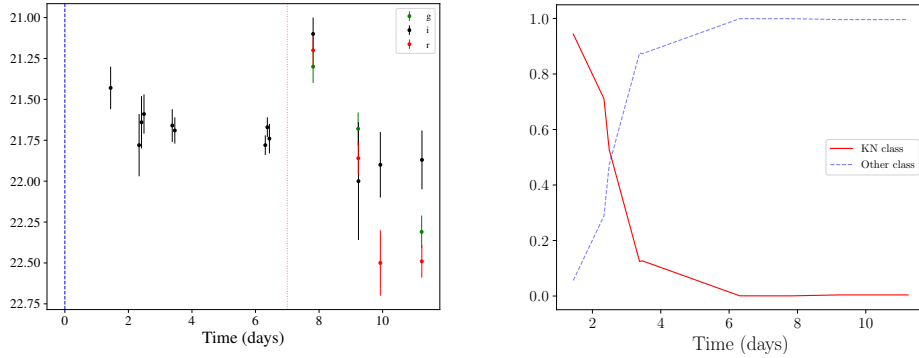 21.00
21.25
21.50
21.75
22.00
22.25
22.50
22.75
0 2 4 6 8 10
Time (days)
g
i
r
1.0
0.8
0.6
0.4
0.2
0.0
2 4 6 8 10
Time (days)
KN class
Other class